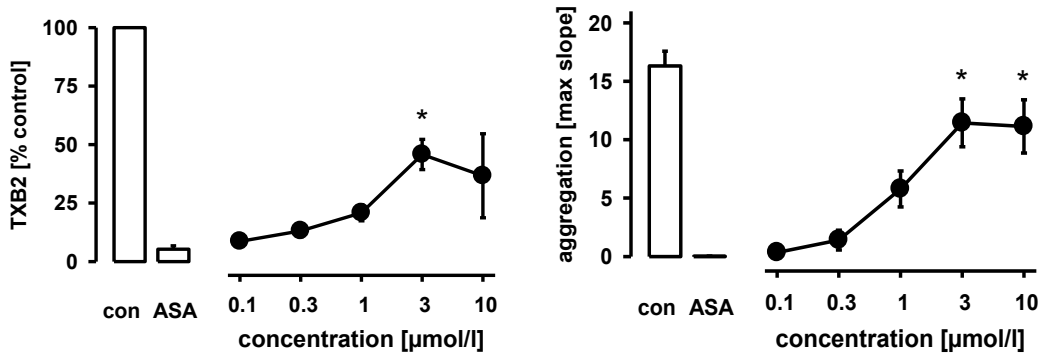 TXB2 [% control]
100
75
50
25
0
con ASA
*
0.1 0.3 1 3 10
concentration [µmol/l]
aggregation [max slope]
20
15
10
5
0
con ASA
* *
0.1 0.3 1 3 10
concentration [µmol/l]